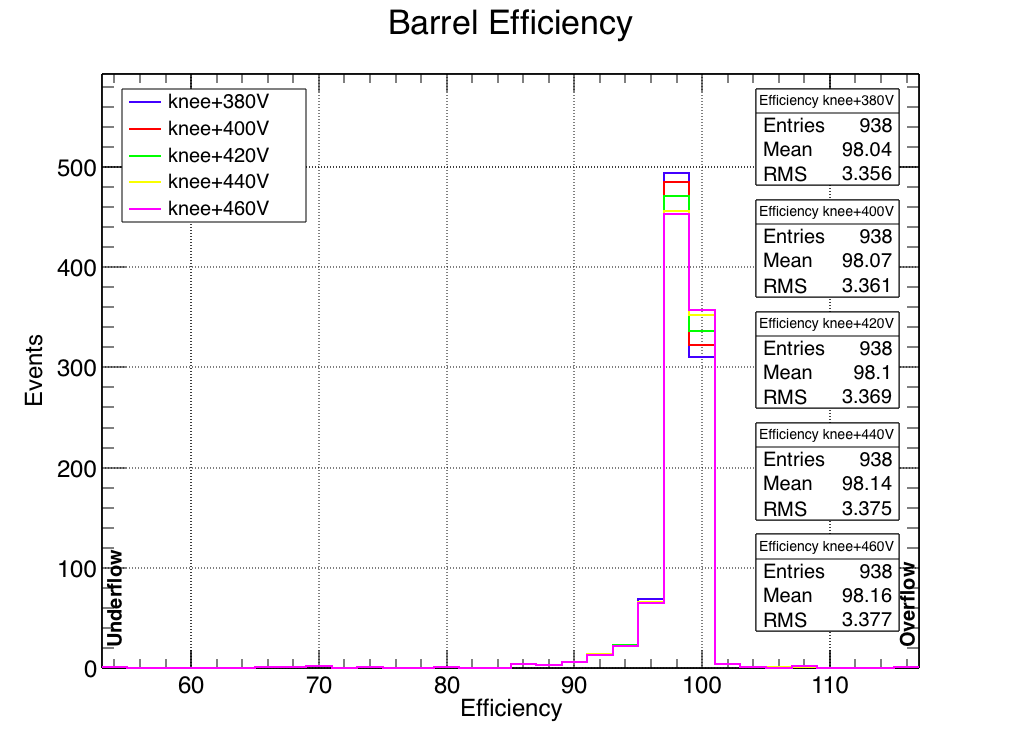 Barrel Efficiency
knee+380V
knee+400V
knee+420V
knee+440V
knee+460V
Efficiency knee+380V
Entries 938
Mean 98.04
RMS 3.356
Efficiency knee+400V
Entries 938
Mean 98.07
RMS 3.361
Efficiency knee+420V
Entries 938
Mean 98.1
RMS 3.369
Efficiency knee+440V
Entries 938
Mean 98.14
RMS 3.375
Efficiency knee+460V
Entries 938
Mean 98.16
RMS 3.377
Events
500
400
300
200
100
0
Underflow
Overflow
60 70 80 90 100 110
Efficiency